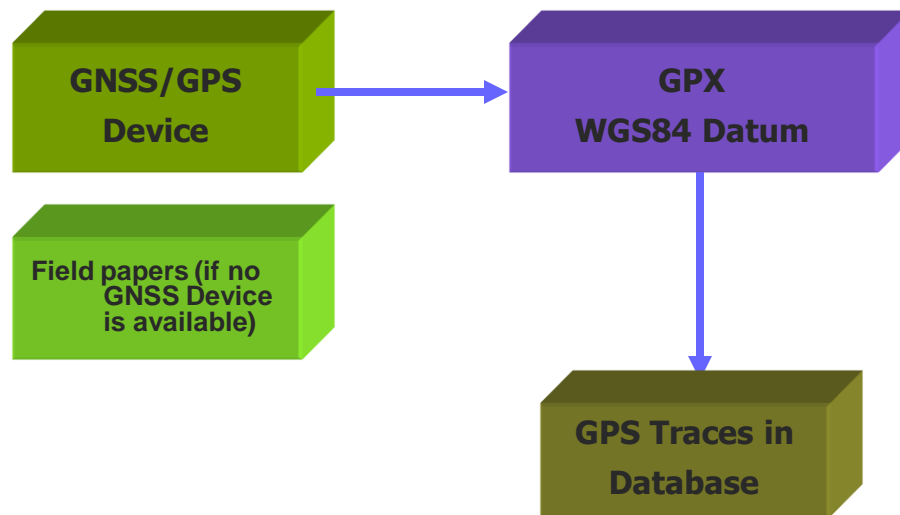 GNSS/GPS
Device
GPX
WGS84 Datum
Field papers (if no
GNSS Device
is available)
GPS Traces in
Database